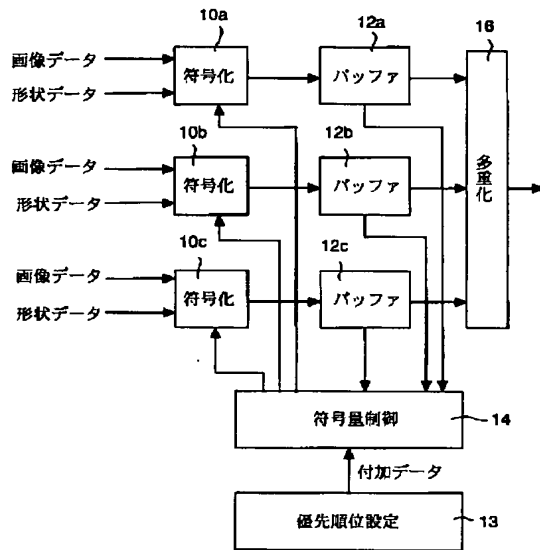 10a
12a
16
画像データ
形状データ
符号化
バッファ
10b
12b
画像データ
形状データ
符号化
バッファ
多重化
10c
12c
画像データ
形状データ
符号化
バッファ
符号量制御
14
付加データ
優先順位設定
13